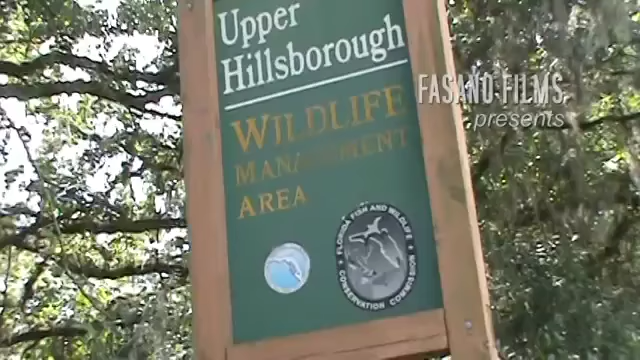 Upper
Hillsborough
WILDLIFE
MANAGEMENT
AREA
FLORIDA FISH AND WILDLIFE
CONSERVATION COMMISSION
FASANO FILMS
presents